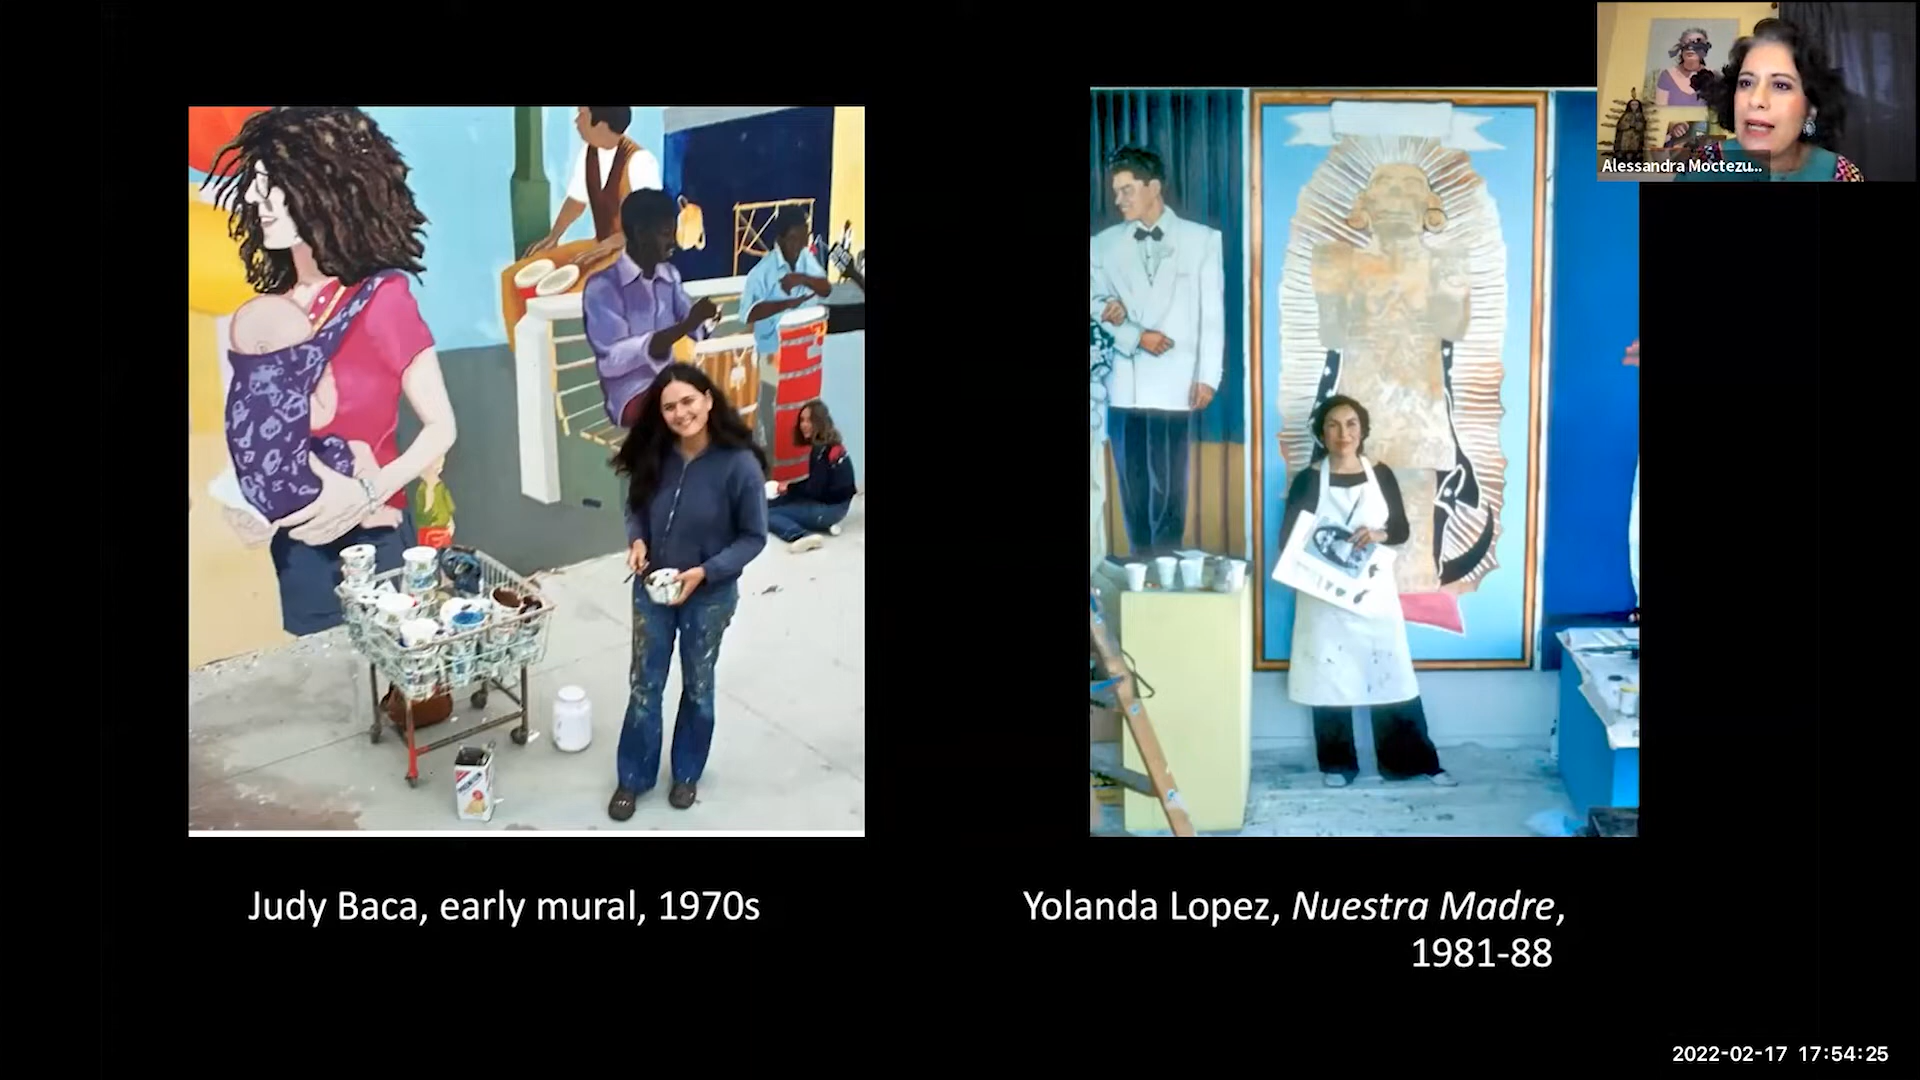 Alessandra Moctezu...
Judy Baca, early mural, 1970s
Yolanda Lopez, Nuestra Madre,
1981-88
2022-02-17 17:54:25